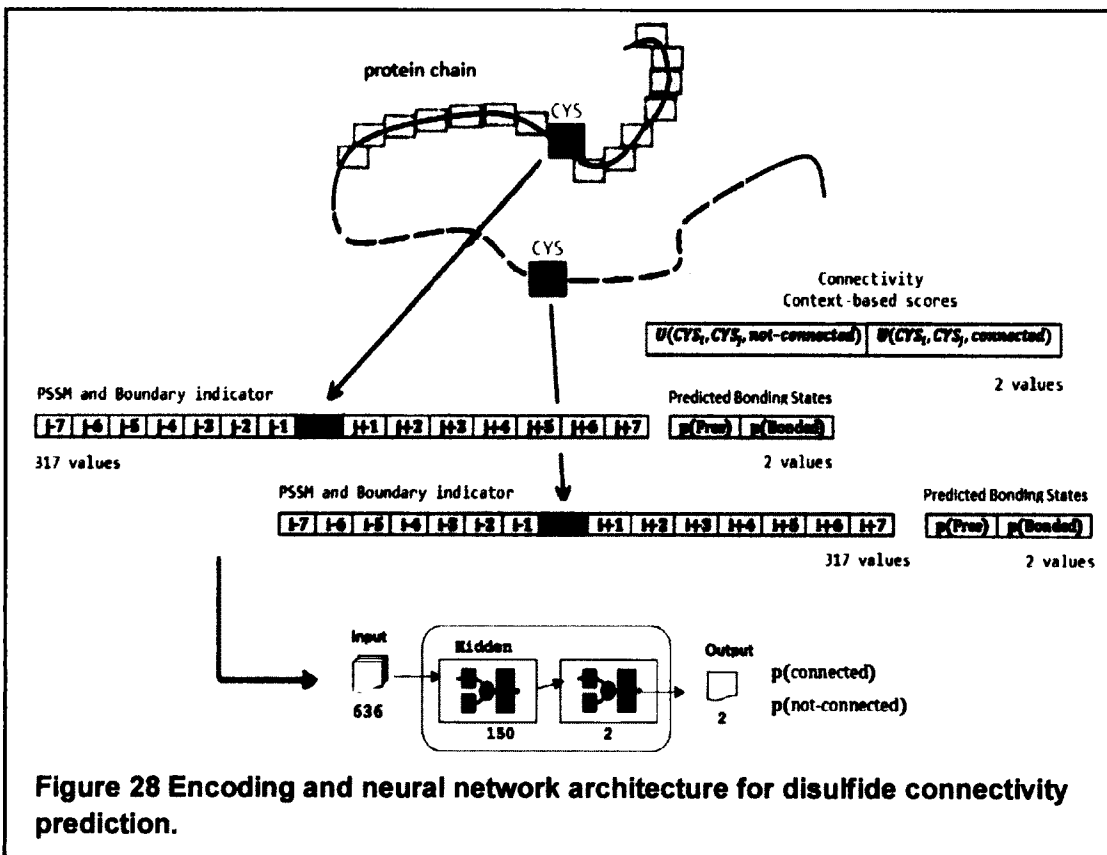 protein chain
CYS
CYS
Connectivity
Context-based scores
U(CYSi,CYSj,not-connected) U(CYSi,CYSj,connected)
2 values
PSSM and Boundary indicator
Predicted Bonding States
j-7 j-6 j-5 j-4 j-3 j-2 j-1 j+1 j+2 j+3 j+4 j+5 j+6 j+7
p(Free) p(Bonded)
317 values
2 values
PSSM and Boundary indicator
Predicted Bonding States
i-7 i-6 i-5 i-4 i-3 i-2 i-1 i+1 i+2 i+3 i+4 i+5 i+6 i+7
p(Free) p(Bonded)
317 values
2 values
Input
Hidden
Output
p(connected)
p(not-connected)
636
150
2
2
Figure 28 Encoding and neural network architecture for disulfide connectivity
prediction.